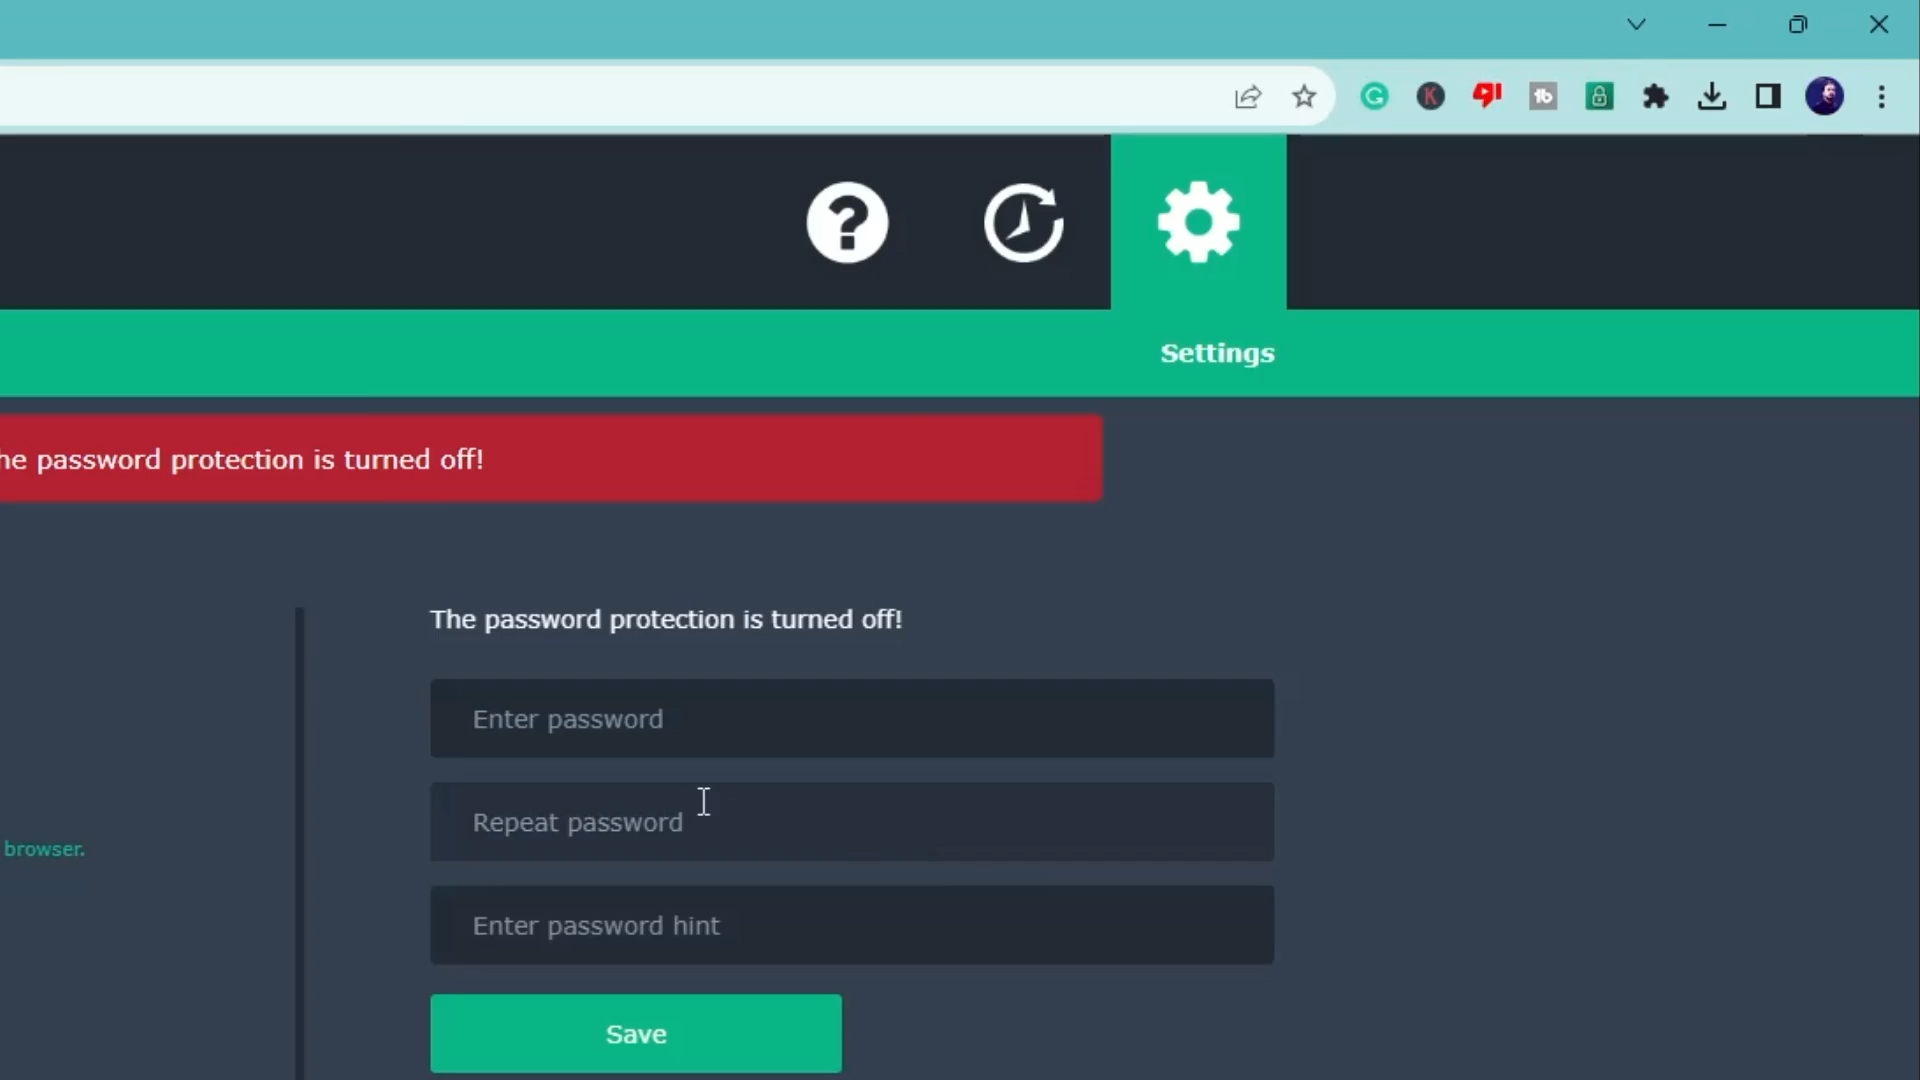 Settings
he password protection is turned off!
The password protection is turned off!
Enter password
Repeat password
browser.
Enter password hint
Save